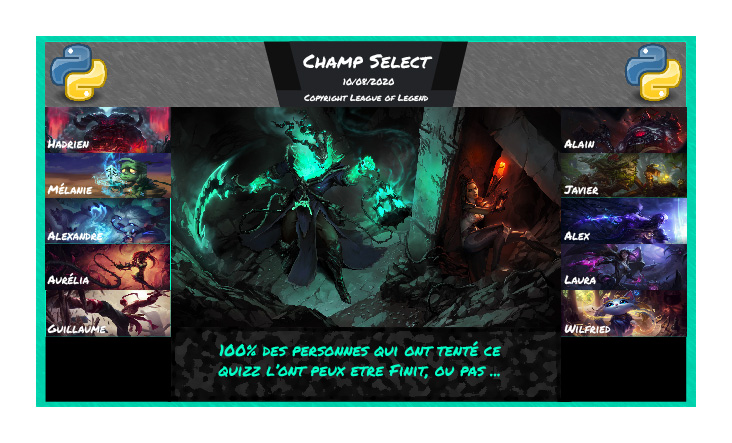 Champ Select
10/08/2020
Copyright League of Legend
Hadrien
Mélanie
Alexandre
Aurélia
Guillaume
Alain
Javier
Alex
Laura
Wilfried
100% des personnes qui ont tenté ce
quizz l'ont peux etre Finit, ou pas ...